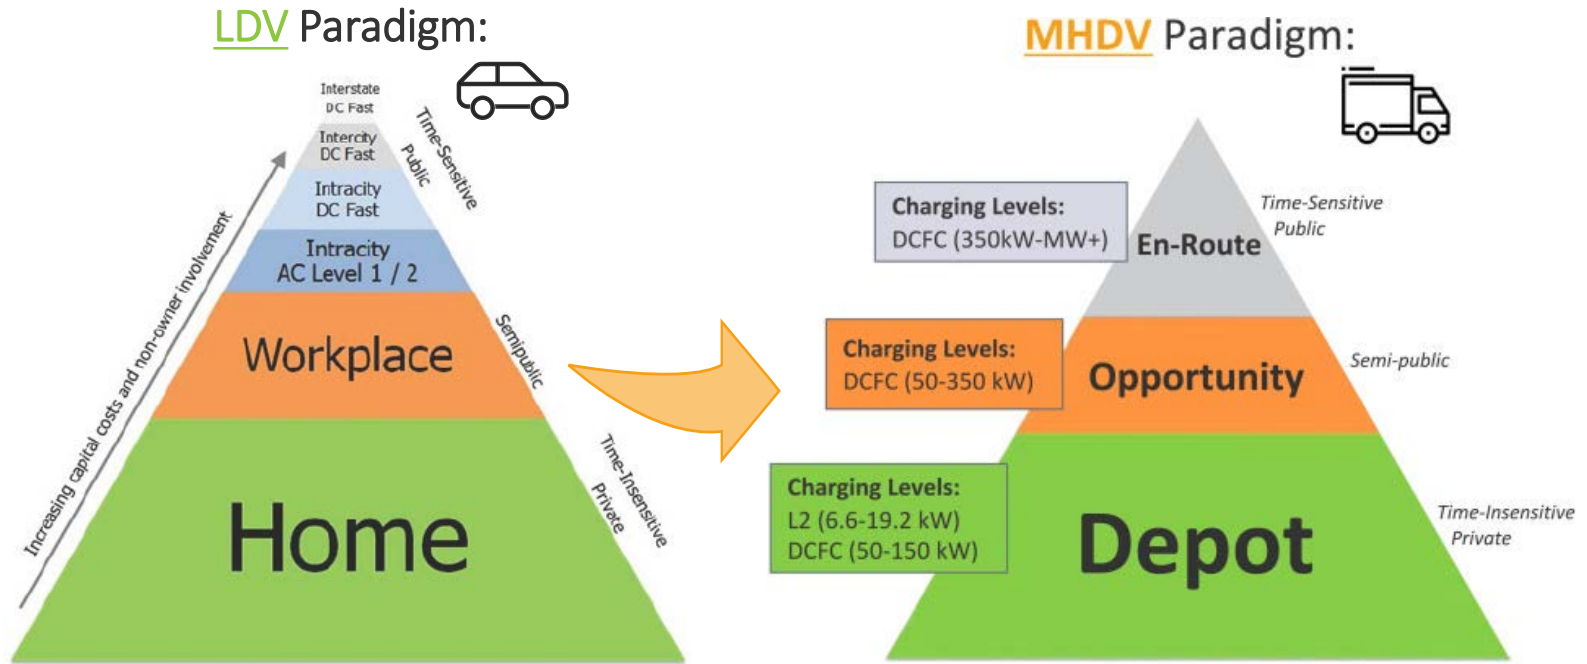 LDV Paradigm:
Interstate
DC Fast
Intercity
DC Fast
Intracity
DC Fast
Intracity
AC Level 1 / 2
Workplace
Home
Increasing capital costs and non-owner involvement
Time-Sensitive
Public
Semipublic
Time-Insensitive
Private
MHDV Paradigm:
Charging Levels:
DCFC (350kW-MW+)
En-Route
Time-Sensitive
Public
Charging Levels:
DCFC (50-350 kW)
Opportunity
Semi-public
Charging Levels:
L2 (6.6-19.2 kW)
DCFC (50-150 kW)
Depot
Time-Insensitive
Private